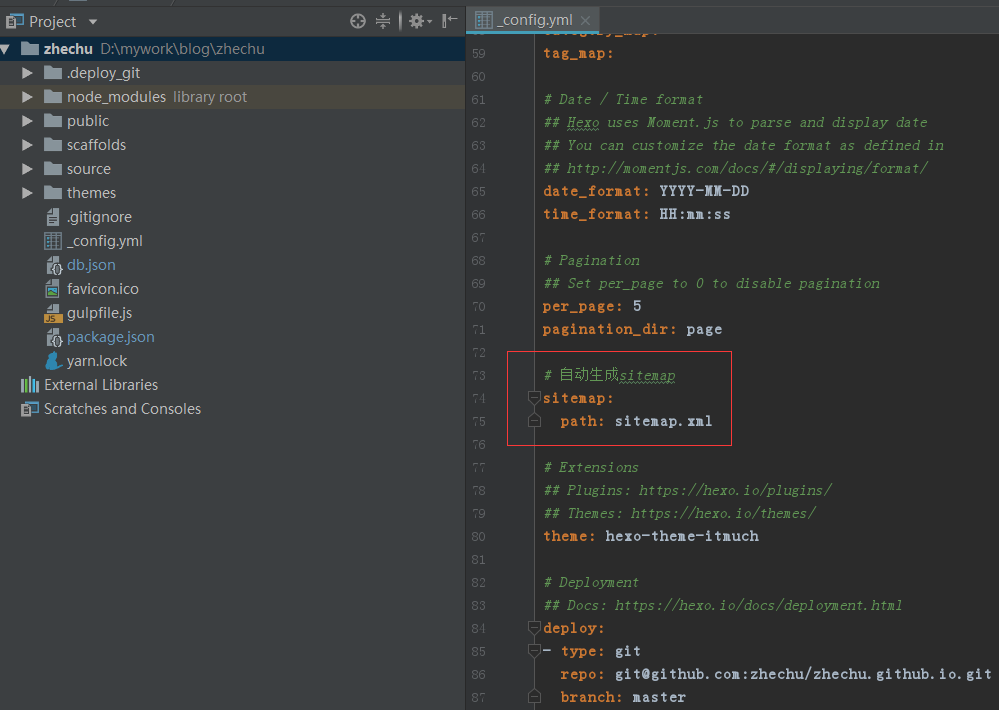 Project
zhechu D:\mywork\blog\zhechu
.deploy_git
node_modules library root
public
scaffolds
source
themes
.gitignore
_config.yml
db.json
favicon.ico
gulpfile.js
package.json
yarn.lock
External Libraries
Scratches and Consoles
_config.yml
59 tag_map:
60
61 # Date / Time format
62 ## Hexo uses Moment.js to parse and display date
63 ## You can customize the date format as defined in
64 ## http://momentjs.com/docs/#/displaying/format/
65 date_format: YYYY-MM-DD
66 time_format: HH:mm:ss
67
68 # Pagination
69 ## Set per_page to 0 to disable pagination
70 per_page: 5
71 pagination_dir: page
72
73 # 自动生成sitemap
74 sitemap:
75 path: sitemap.xml
76
77 # Extensions
78 ## Plugins: https://hexo.io/plugins/
79 ## Themes: https://hexo.io/themes/
80 theme: hexo-theme-itmuch
81
82 # Deployment
83 ## Docs: https://hexo.io/docs/deployment.html
84 deploy:
85 - type: git
86 repo: git@github.com:zhechu/zhechu.github.io.git
87 branch: master